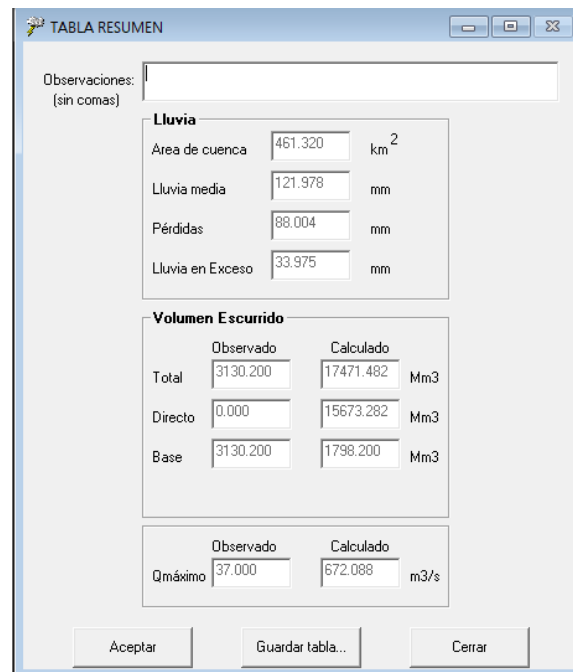 TABLA RESUMEN
Observaciones:
(sin comas)
Lluvia
Area de cuenca 461.320 km2
Lluvia media 121.978 mm
Pérdidas 88.004 mm
Lluvia en Exceso 33.975 mm
Volumen Escurrido
Observado Calculado
Total 3130.200 17471.482 Mm3
Directo 0.000 15673.282 Mm3
Base 3130.200 1798.200 Mm3
Observado Calculado
Qmáximo 37.000 672.088 m3/s
Aceptar Guardar tabla... Cerrar